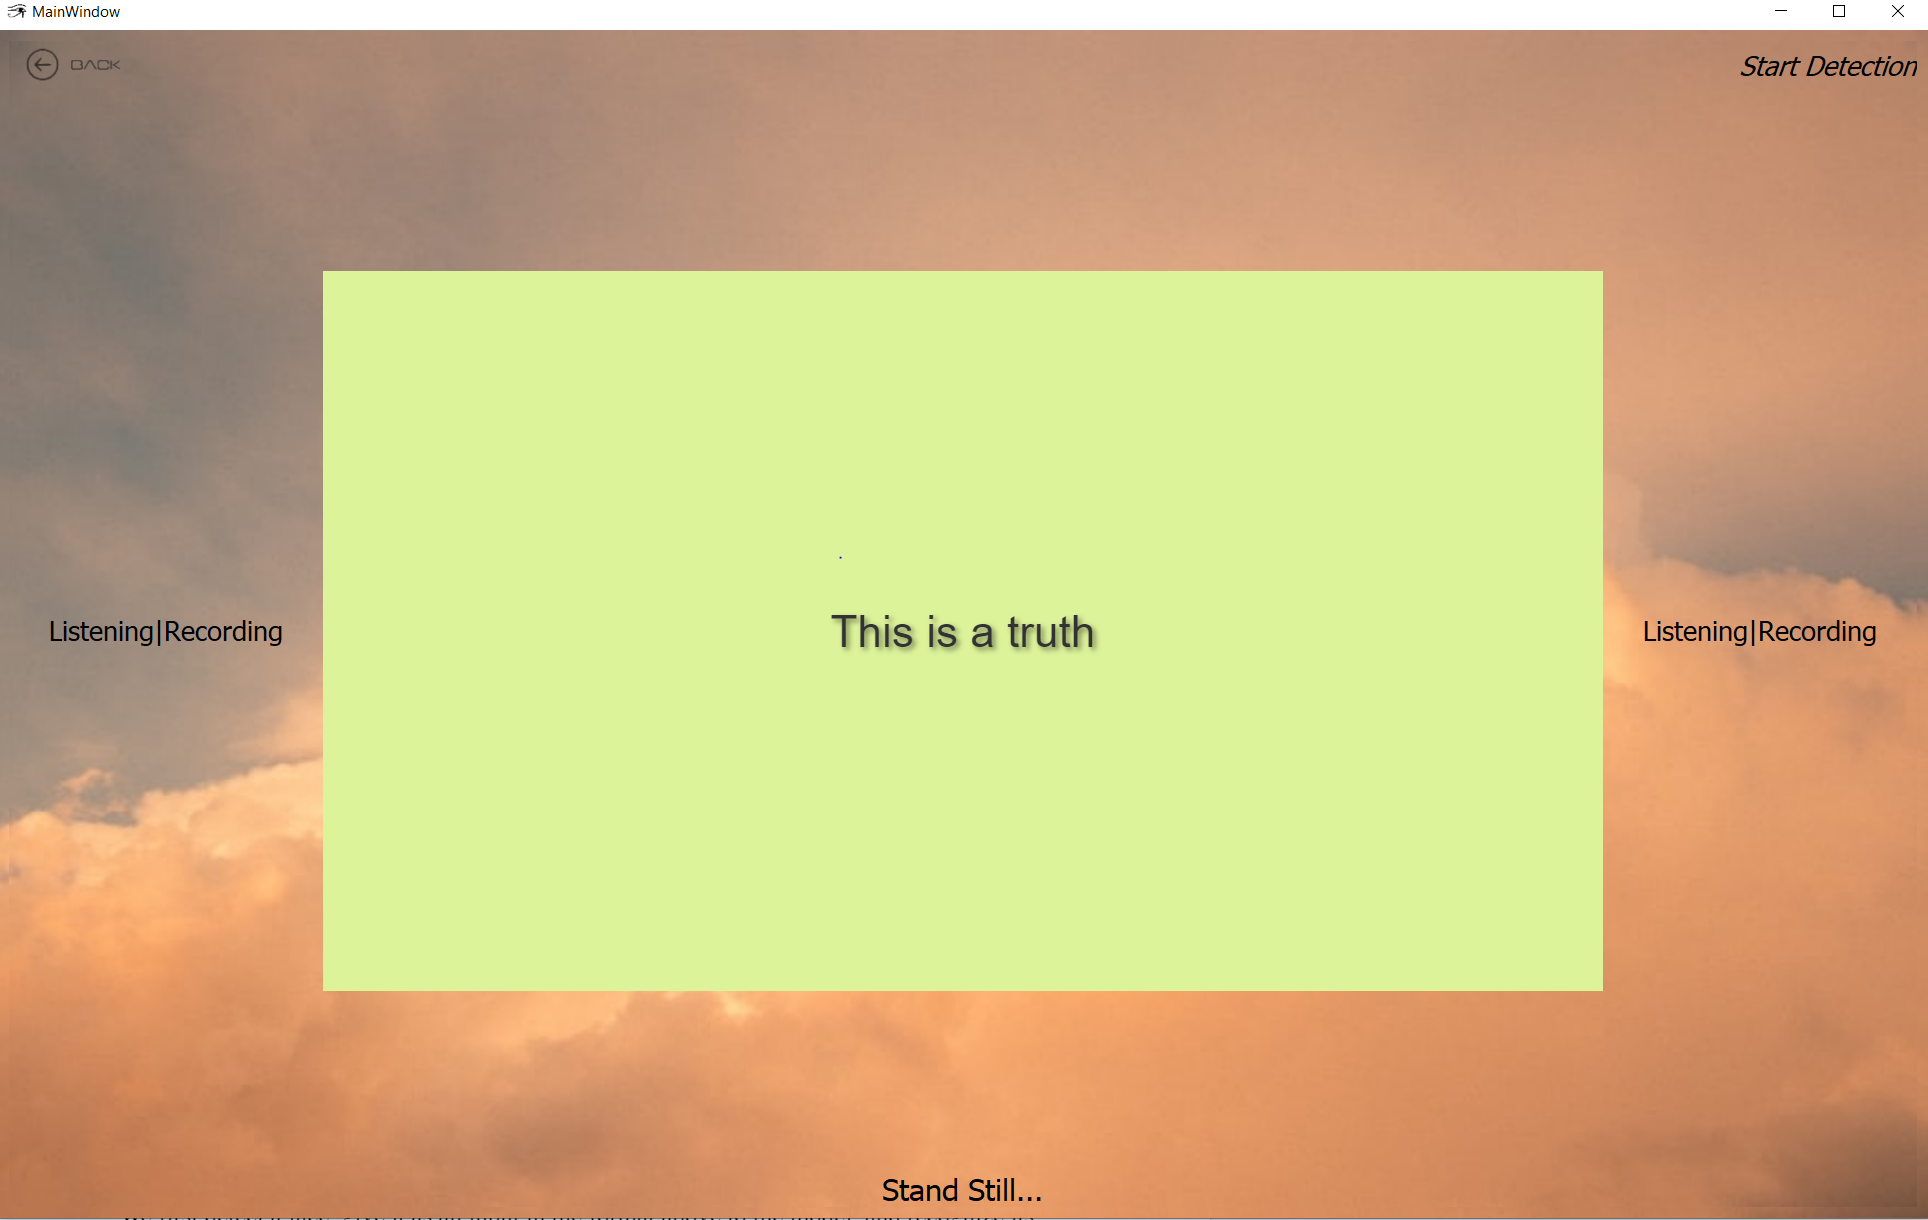 MainWindow
BACK
Start Detection
This is a truth
Listening|Recording
Listening|Recording
Stand Still...